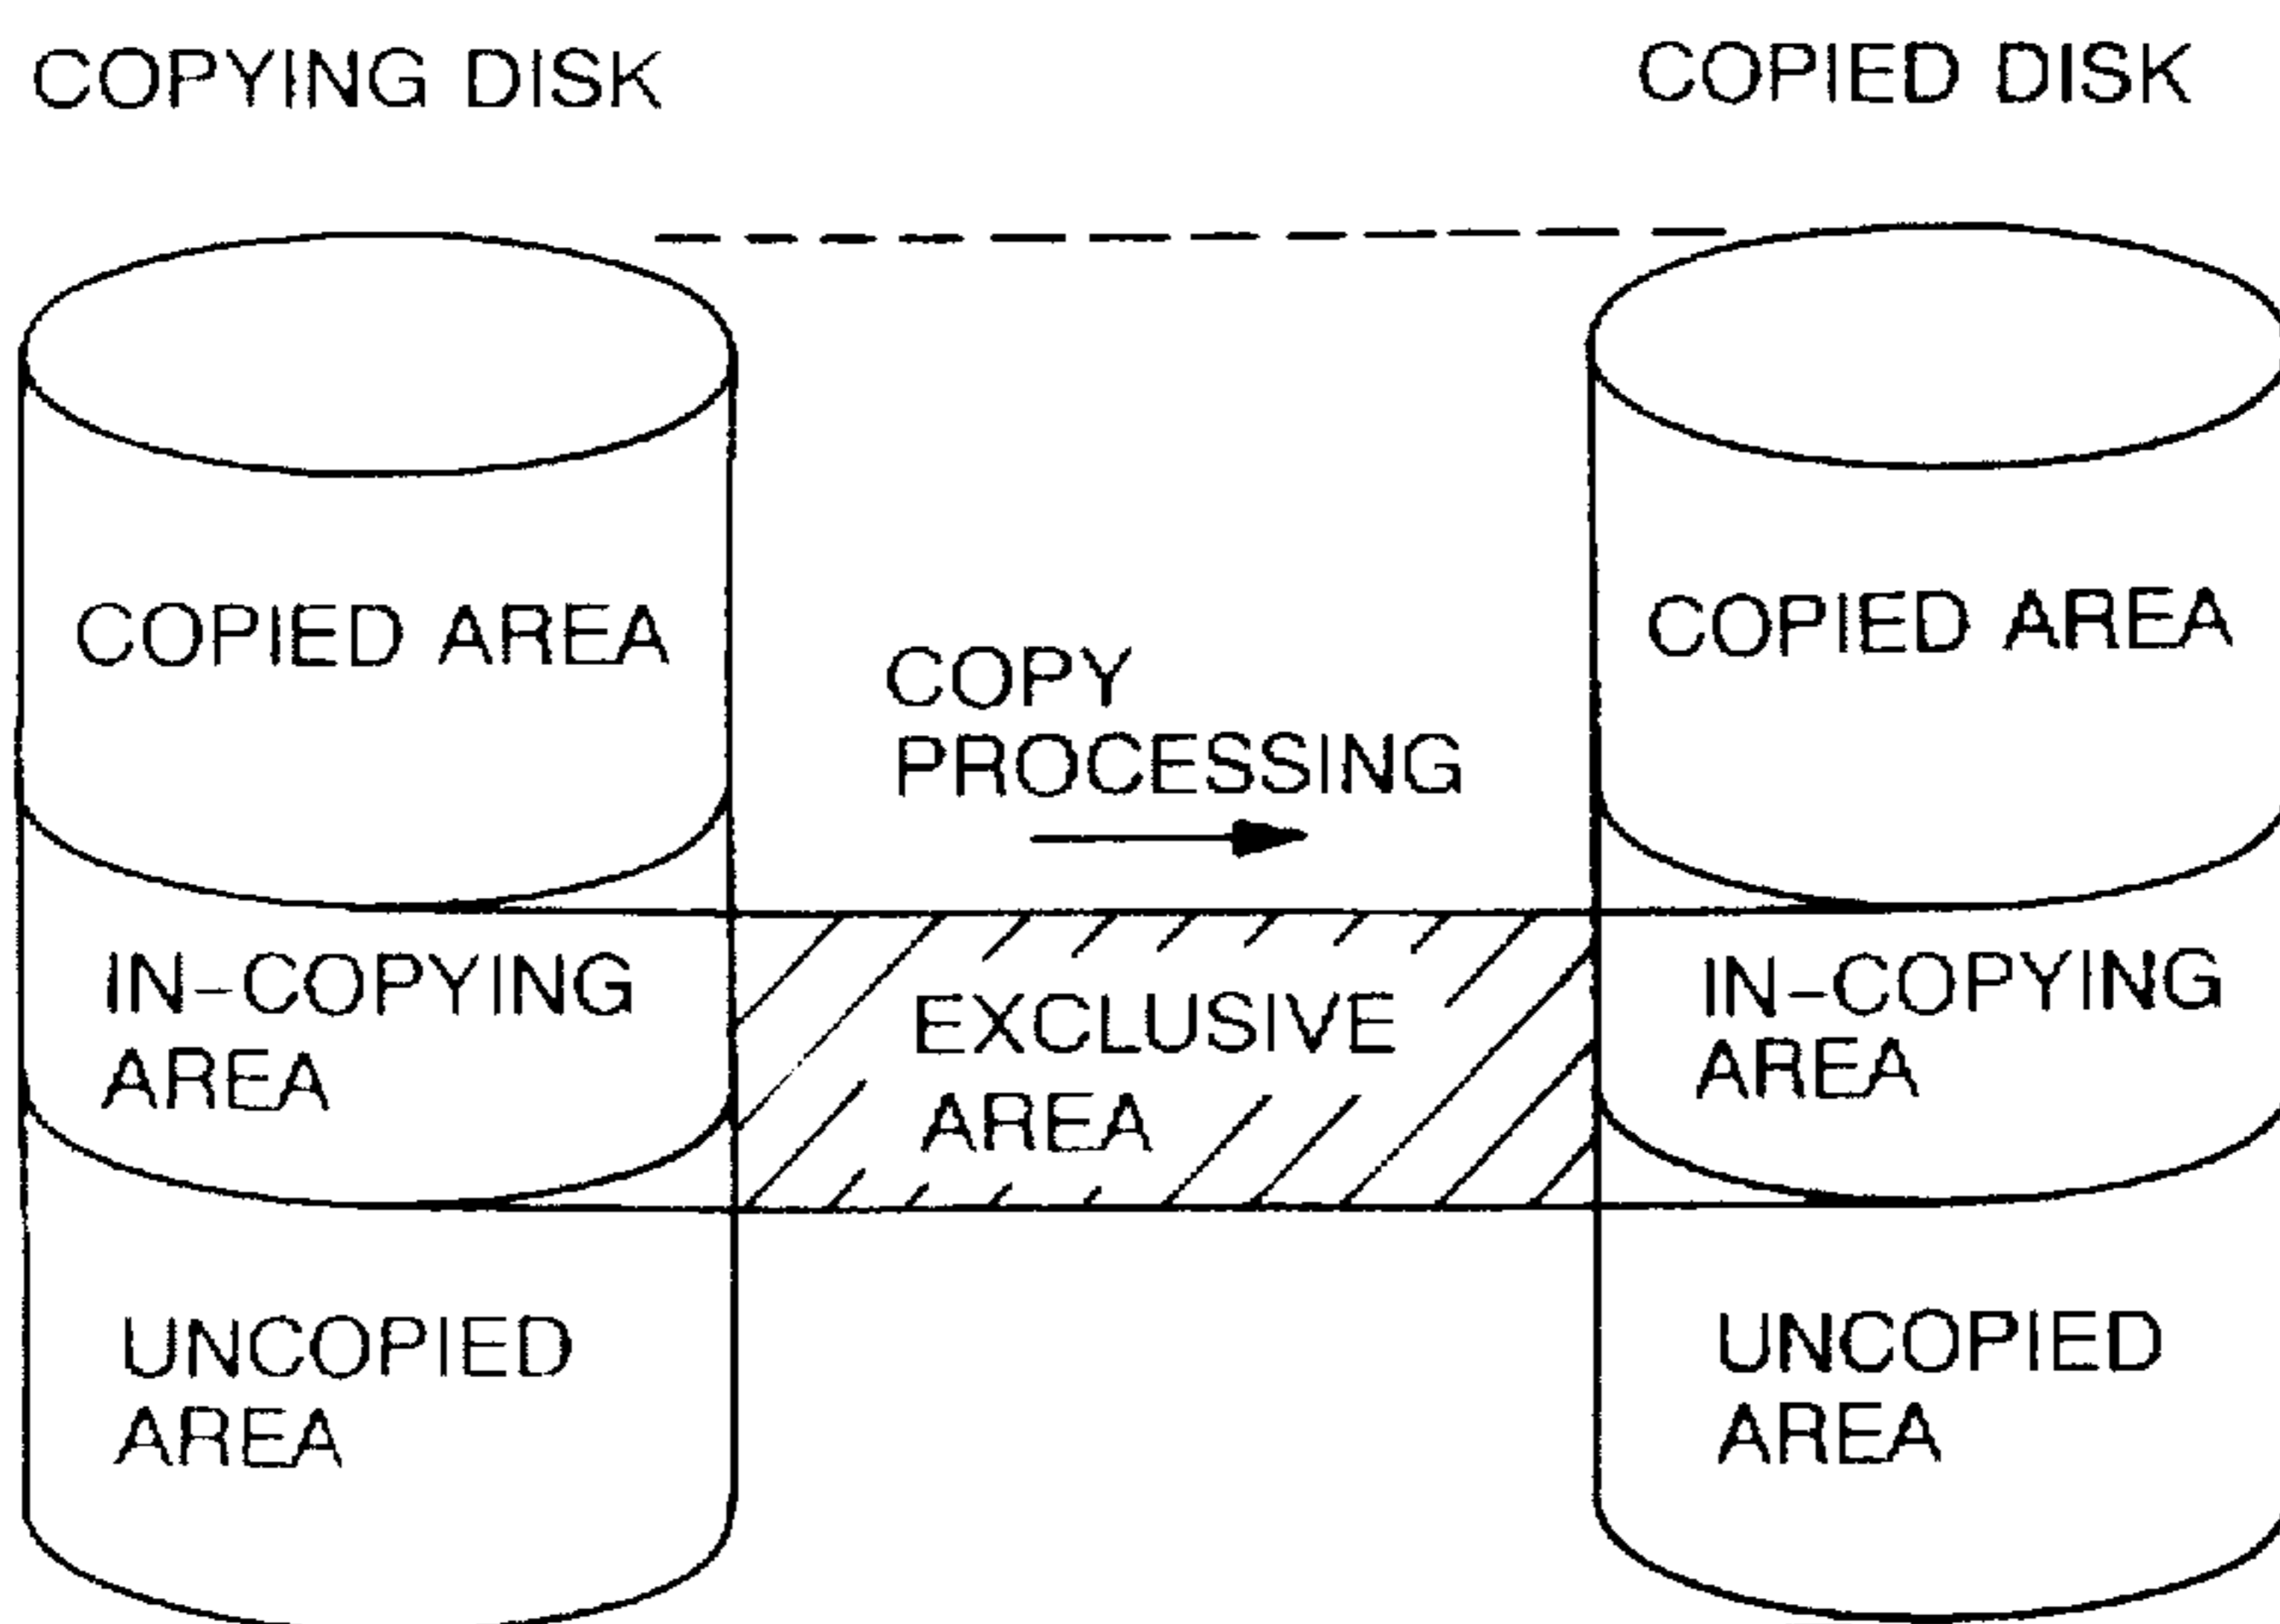 COPYING DISK
COPIED DISK
COPIED AREA
COPY
PROCESSING
COPIED AREA
IN-COPYING
AREA
EXCLUSIVE
AREA
IN-COPYING
AREA
UNCOPIED
AREA
UNCOPIED
AREA